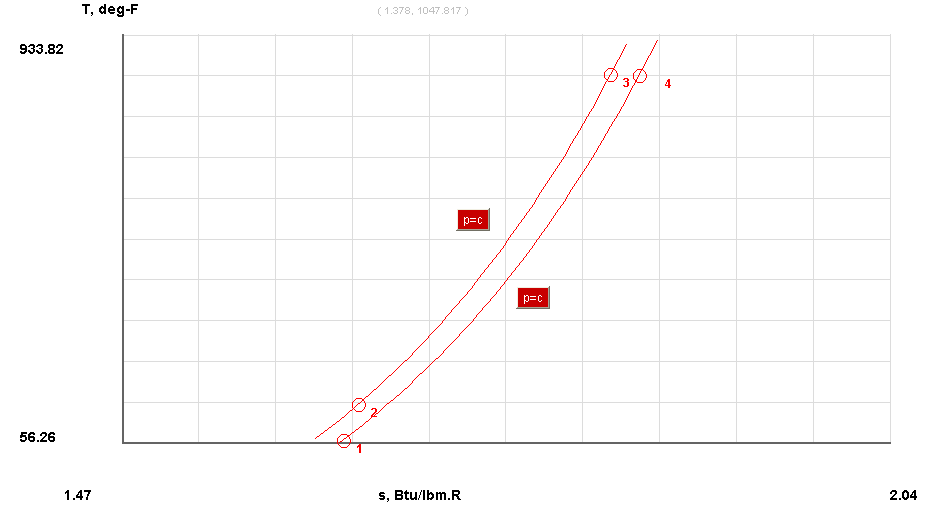 T, deg-F
( 1.378, 1047.817 )
933.82
3
4
p=c
p=c
2
56.26
1
1.47
s, Btu/lbm.R
2.04